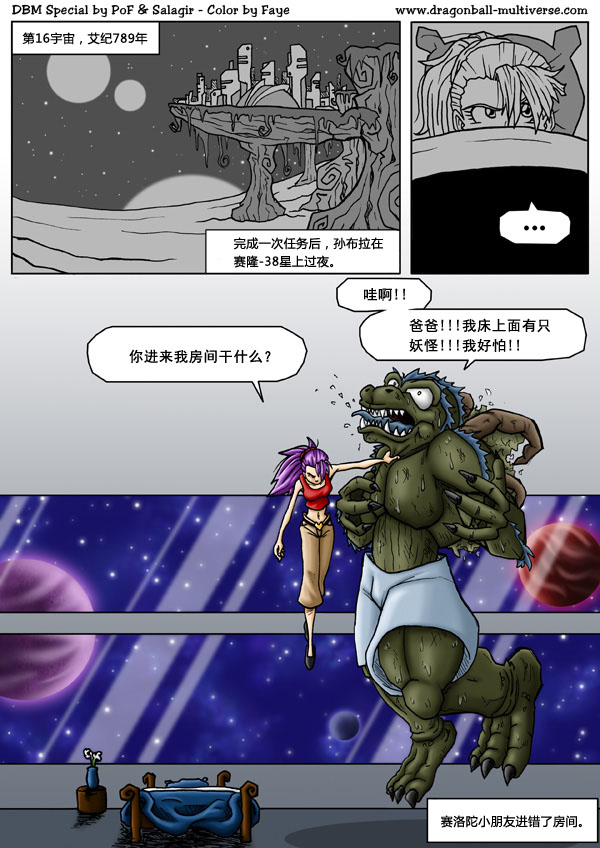 DBM Special by PoF & Salagir - Color by Faye
www.dragonball-multiverse.com
第16宇宙，艾纪789年
完成一次任务后，孙布拉在
赛隆-38星上过夜。
...
哇啊!!
爸爸!!!我床上面有只
妖怪!!!我好怕!!
你进来我房间干什么?
赛洛陀小朋友进错了房间。